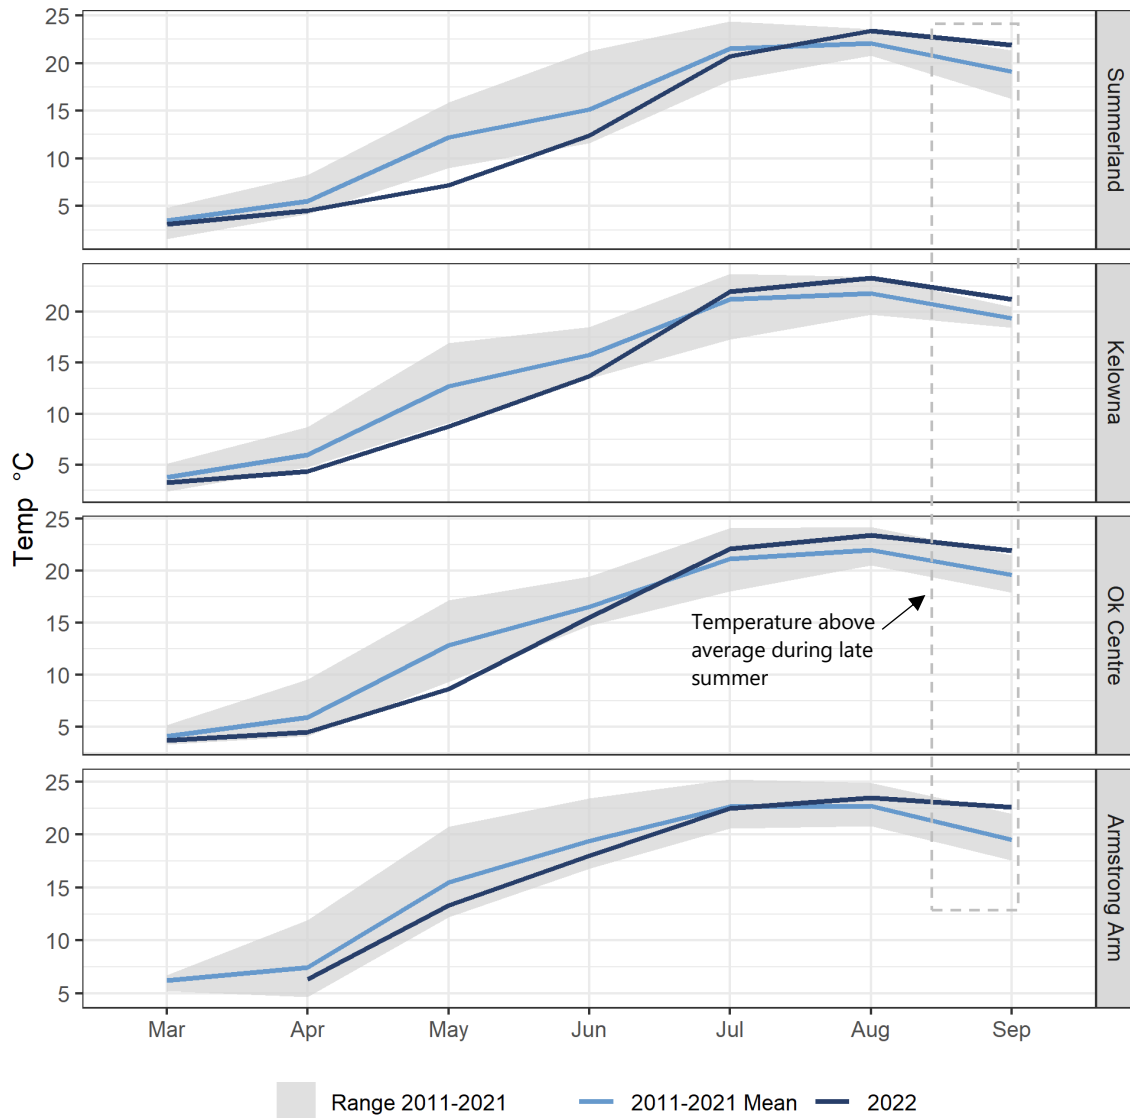 Temp °C
25
20
15
10
5
Summerland
20
15
10
5
Kelowna
25
20
15
10
5
Ok Centre
Temperature above
average during late
summer
25
20
15
10
5
Armstrong Arm
Mar Apr May Jun Jul Aug Sep
Range 2011-2021 2011-2021 Mean 2022